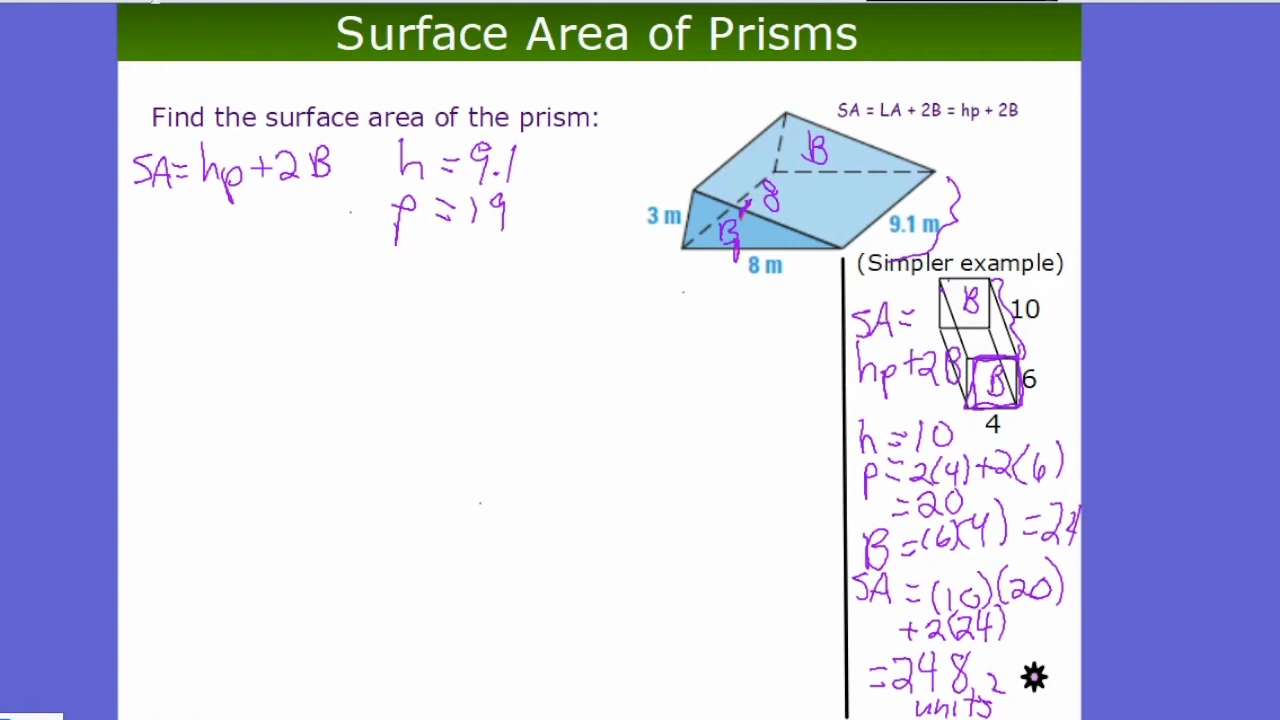 Surface Area of Prisms
Find the surface area of the prism:
SA = LA + 2B = hp + 2B
SA= hp+2B
h = 9.1
p = 19
B
8
3 m
B
9.1 m
8 m
(Simpler example)
SA =
hp+2B
B
10
B
6
4
h = 10
p = 2(4)+2(6)
= 20
B = (6)(4) = 24
SA = (10)(20)
+ 2(24)
= 248
units²